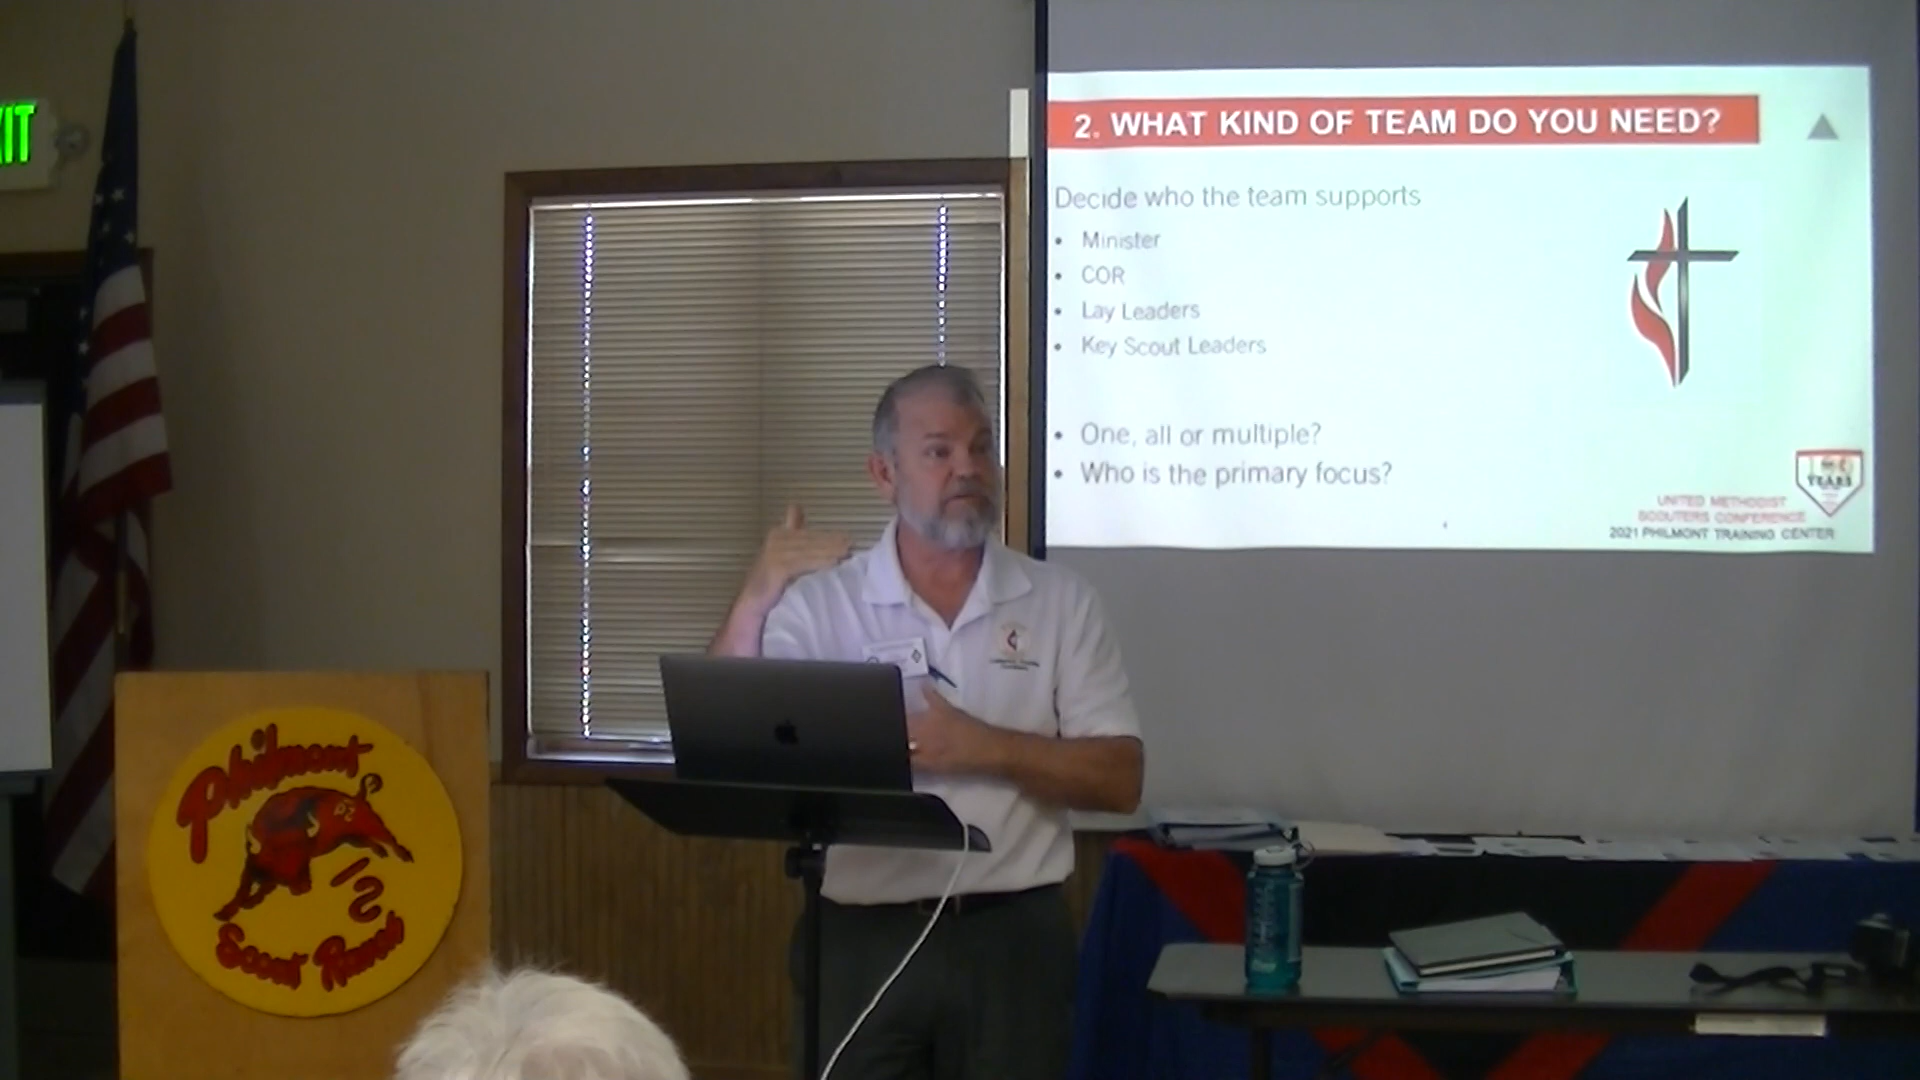 2. WHAT KIND OF TEAM DO YOU NEED?
Decide who the team supports
• Minister
• COR
• Lay Leaders
• Key Scout Leaders
• One, all or multiple?
• Who is the primary focus?
YEARS
UNITED METHODIST
SCOUTERS CONFERENCE
2021 PHILMONT TRAINING CENTER
Philmont
Scout Ranch